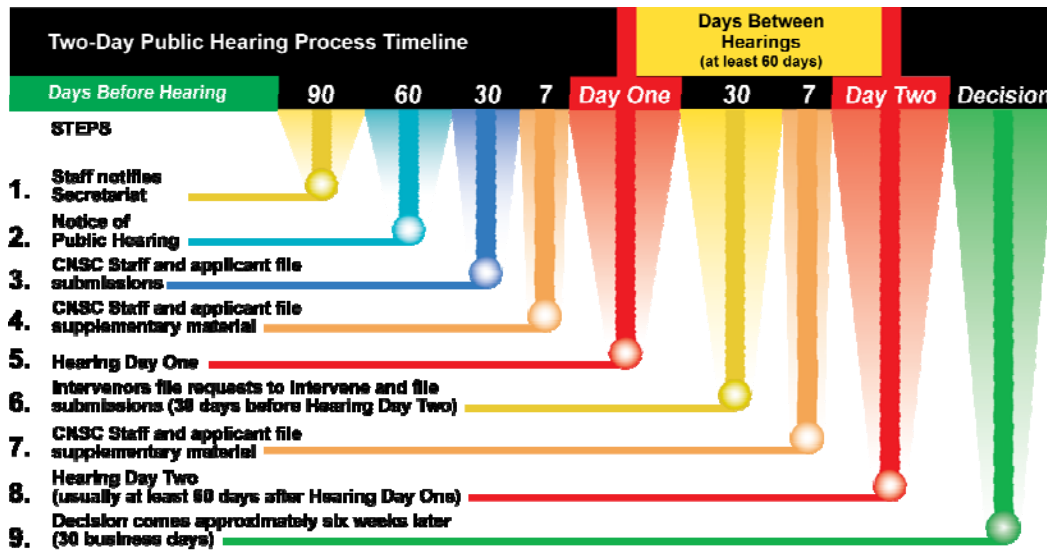 Two-Day Public Hearing Process Timeline
Days Between
Hearings
(at least 60 days)
Days Before Hearing 90 60 30 7 Day One 30 7 Day Two Decision
STEPS
1. Staff notifies
Secretariat
2. Notice of
Public Hearing
3. CNSC Staff and applicant file
submissions
4. CNSC Staff and applicant file
supplementary material
5. Hearing Day One
6. Intervenors file requests to intervene and file
submissions (30 days before Hearing Day Two)
7. CNSC Staff and applicant file
supplementary material
8. Hearing Day Two
(usually at least 60 days after Hearing Day One)
9. Decision comes approximately six weeks later
(30 business days)